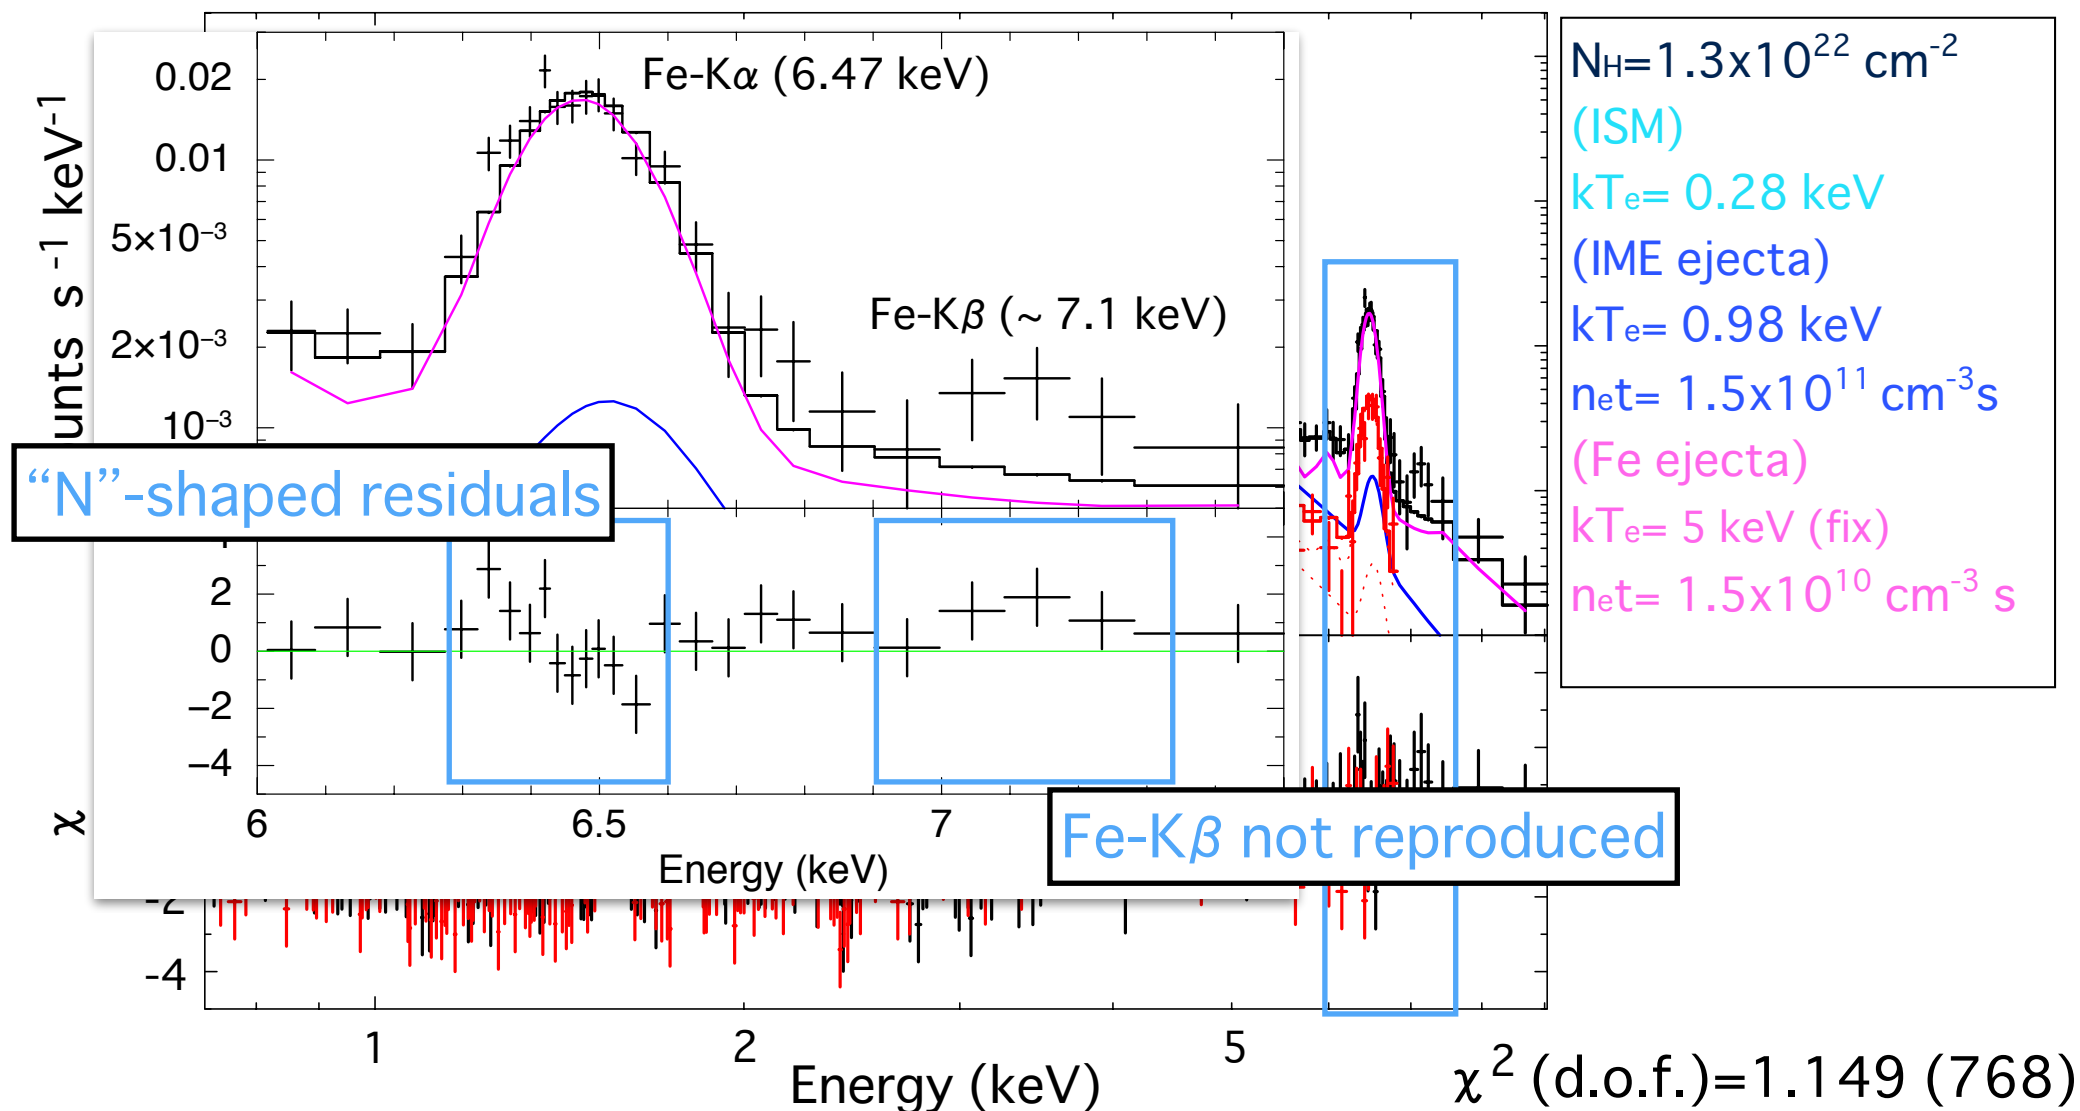 Fe-Kα (6.47 keV)
0.02
0.01
5×10⁻³
2×10⁻³
10⁻³
Fe-Kβ (~ 7.1 keV)
unts s⁻¹ keV⁻¹
"N"-shaped residuals
2
0
−2
−4
χ
6
6.5
7
Energy (keV)
Fe-Kβ not reproduced
-2
-4
1
2
5
Energy (keV)
χ² (d.o.f.)=1.149 (768)
NH=1.3x10²² cm⁻²
(ISM)
kTe= 0.28 keV
(IME ejecta)
kTe= 0.98 keV
net= 1.5x10¹¹ cm⁻³s
(Fe ejecta)
kTe= 5 keV (fix)
net= 1.5x10¹⁰ cm⁻³ s